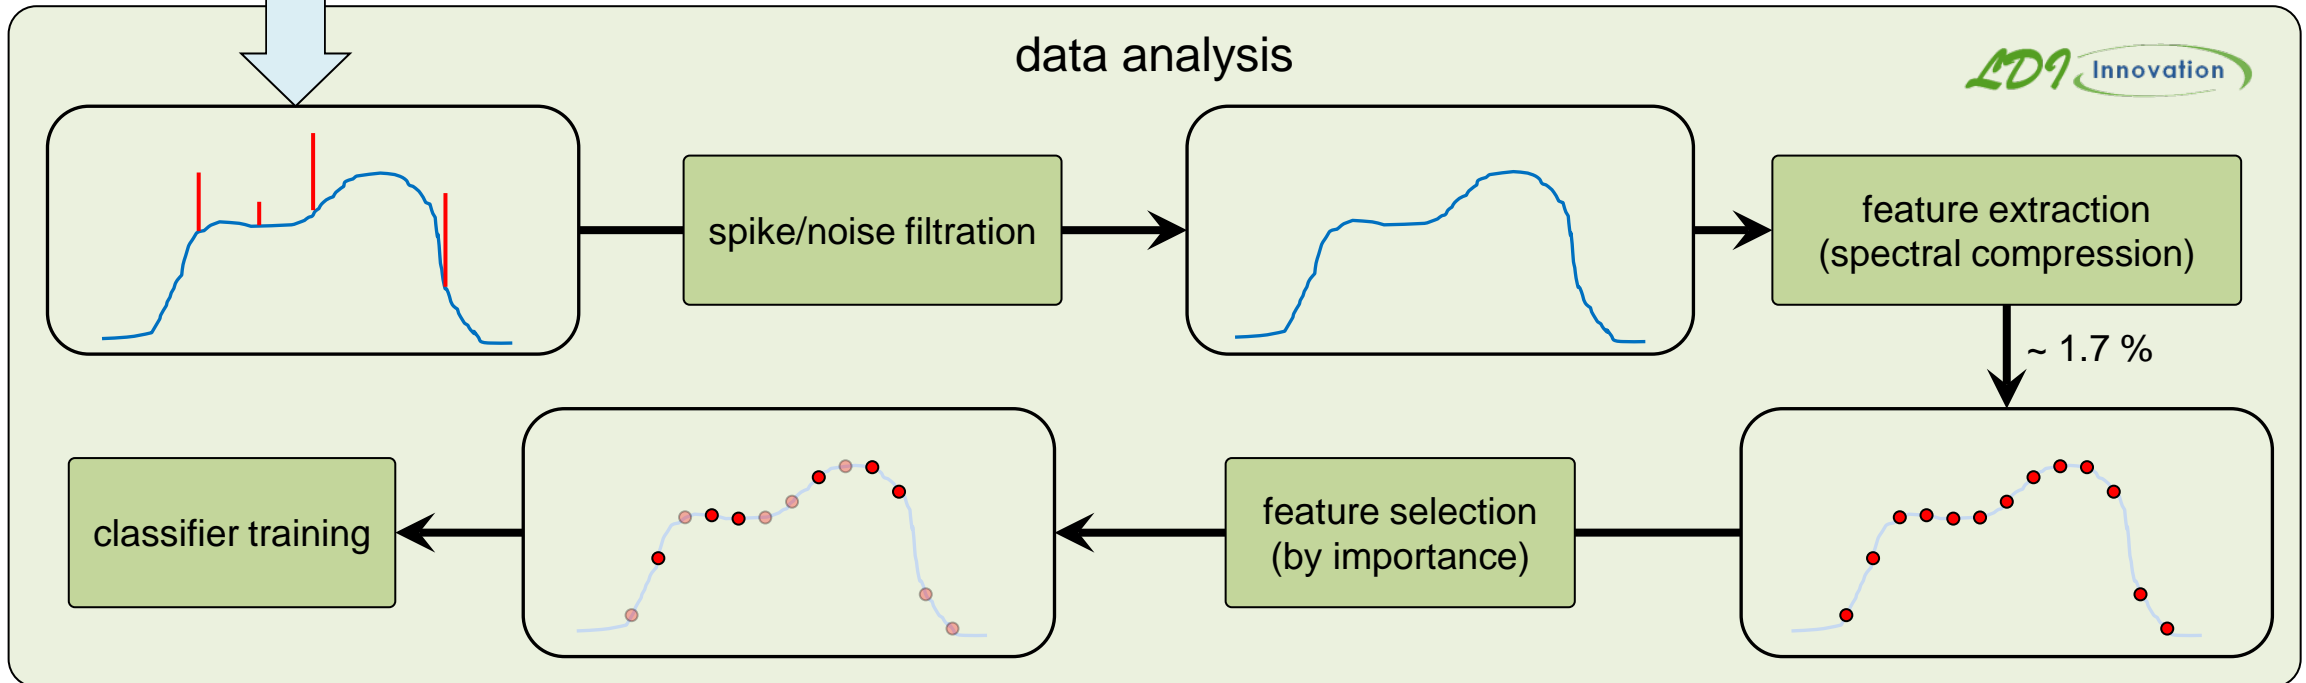 data analysis
LDI Innovation
spike/noise filtration
feature extraction
(spectral compression)
~ 1.7 %
feature selection
(by importance)
classifier training